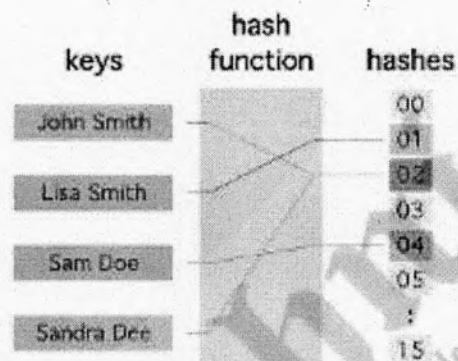 keys
hash
function
hashes
John Smith
Lisa Smith
Sam Doe
Sandra Dee
00
01
02
03
04
05
:
15